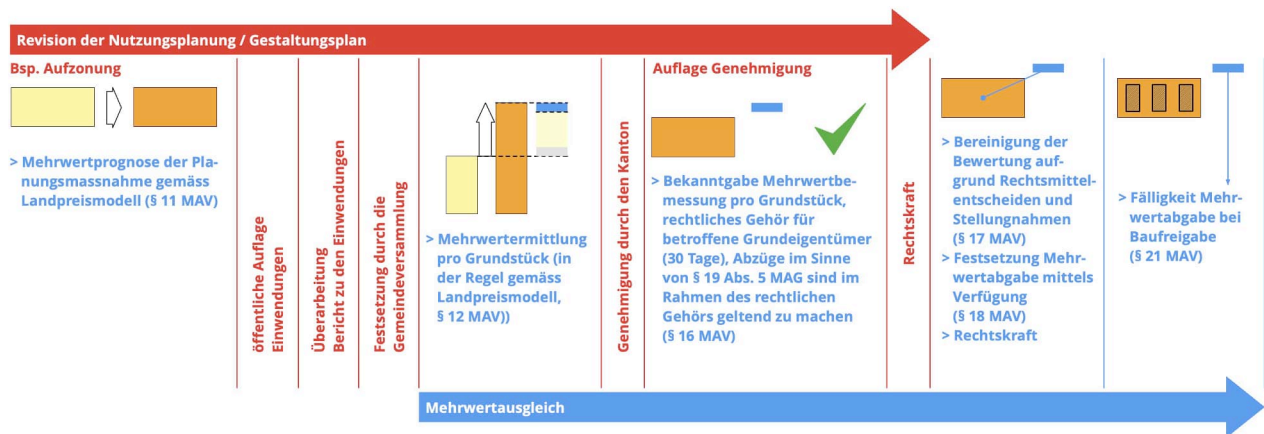 Revision der Nutzungsplanung / Gestaltungsplan
Bsp. Aufzonung
> Mehrwertprognose der Pla-
nungsmassnahme gemäss
Landpreismodell (§ 11 MAV)
öffentliche Auflage
Einwendungen
Überarbeitung
Bericht zu den Einwendungen
Festsetzung durch die
Gemeindeversammlung
> Mehrwertermittlung
pro Grundstück (in
der Regel gemäss
Landpreismodell,
§ 12 MAV))
Genehmigung durch den Kanton
Auflage Genehmigung
> Bekanntgabe Mehrwertbe-
messung pro Grundstück,
rechtliches Gehör für
betroffene Grundeigentümer
(30 Tage), Abzüge im Sinne
von § 19 Abs. 5 MAG sind im
Rahmen des rechtlichen
Gehörs geltend zu machen
(§ 16 MAV)
Rechtskraft
> Bereinigung der
Bewertung auf-
grund Rechtsmittel-
entscheiden und
Stellungnahmen
(§ 17 MAV)
> Festsetzung Mehr-
wertabgabe mittels
Verfügung
(§ 18 MAV)
> Rechtskraft
> Fälligkeit Mehr-
wertabgabe bei
Baufreigabe
(§ 21 MAV)
Mehrwertausgleich